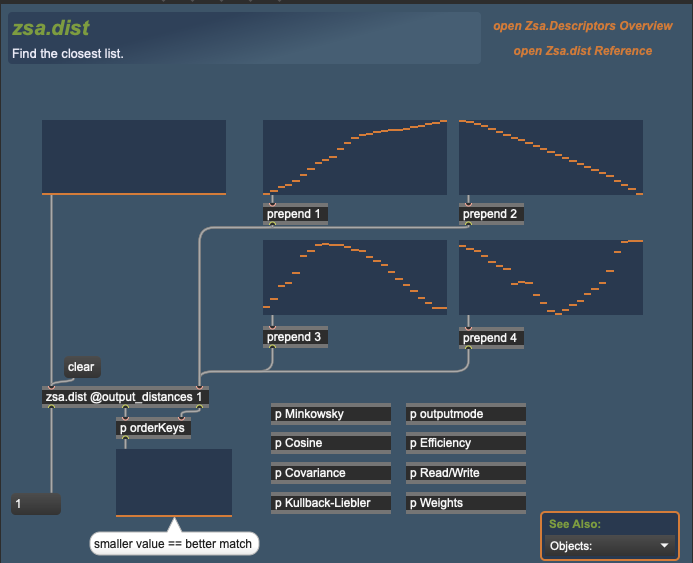 zsa.dist
Find the closest list.
open Zsa.Descriptors Overview
open Zsa.dist Reference
prepend 1
prepend 2
prepend 3
prepend 4
clear
zsa.dist @output_distances 1
p orderKeys
1
smaller value == better match
p Minkowsky
p outputmode
p Cosine
p Efficiency
p Covariance
p Read/Write
p Kullback-Liebler
p Weights
See Also:
Objects: